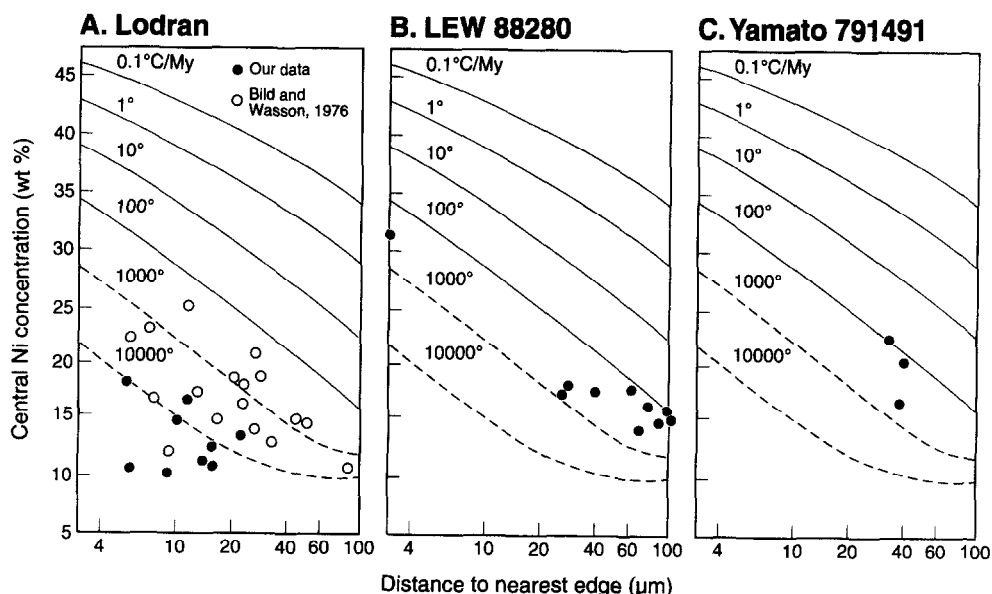 A. Lodran
B. LEW 88280
C. Yamato 791491
Central Ni concentration (wt %)
45
40
35
30
25
20
15
10
5
0.1°C/My
1°
10°
100°
1000°
10000°
Our data
Bild and
Wasson, 1976
4 10 20 40 60 100
0.1°C/My
1°
10°
100°
1000°
10000°
4 10 20 40 60 100
0.1°C/My
1°
10°
100°
1000°
10000°
4 10 20 40 60 100
Distance to nearest edge (μm)